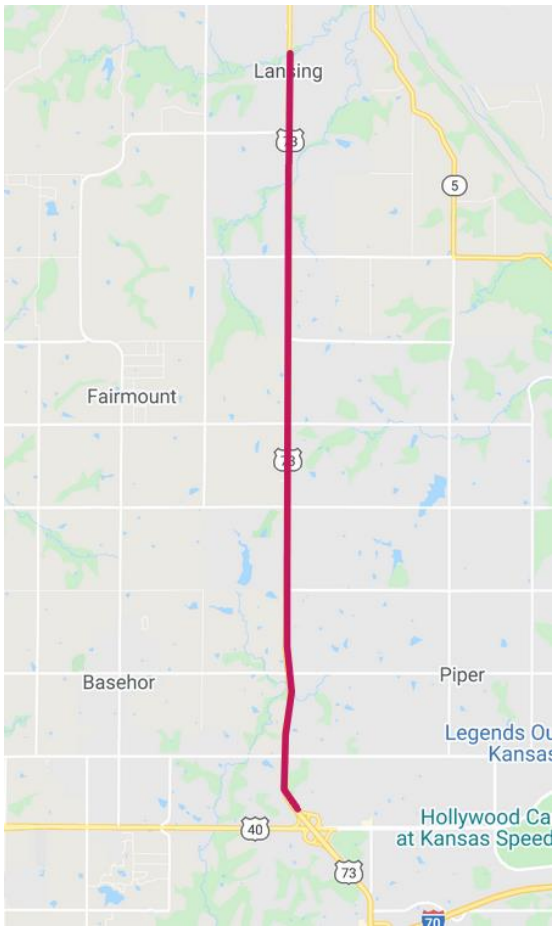 Lansing
73
5
Fairmount
73
Basehor
Piper
Legends Ou
Kansas
Hollywood Ca
at Kansas Speed
40
73
70